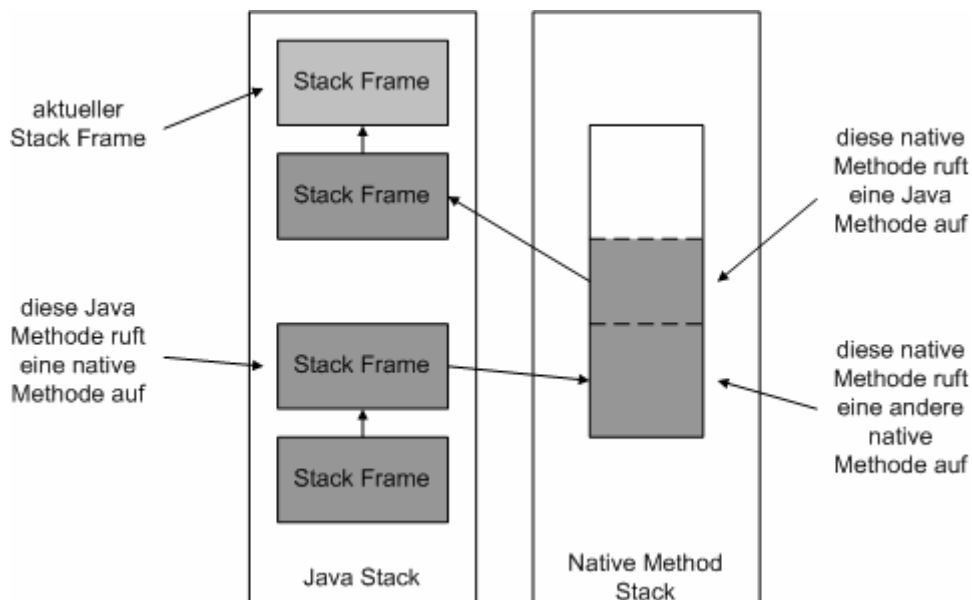 Stack Frame
aktueller
Stack Frame
Stack Frame
diese native
Methode ruft
eine Java
Methode auf
diese Java
Methode ruft
eine native
Methode auf
Stack Frame
diese native
Methode ruft
eine andere
native
Methode auf
Stack Frame
Java Stack
Native Method
Stack